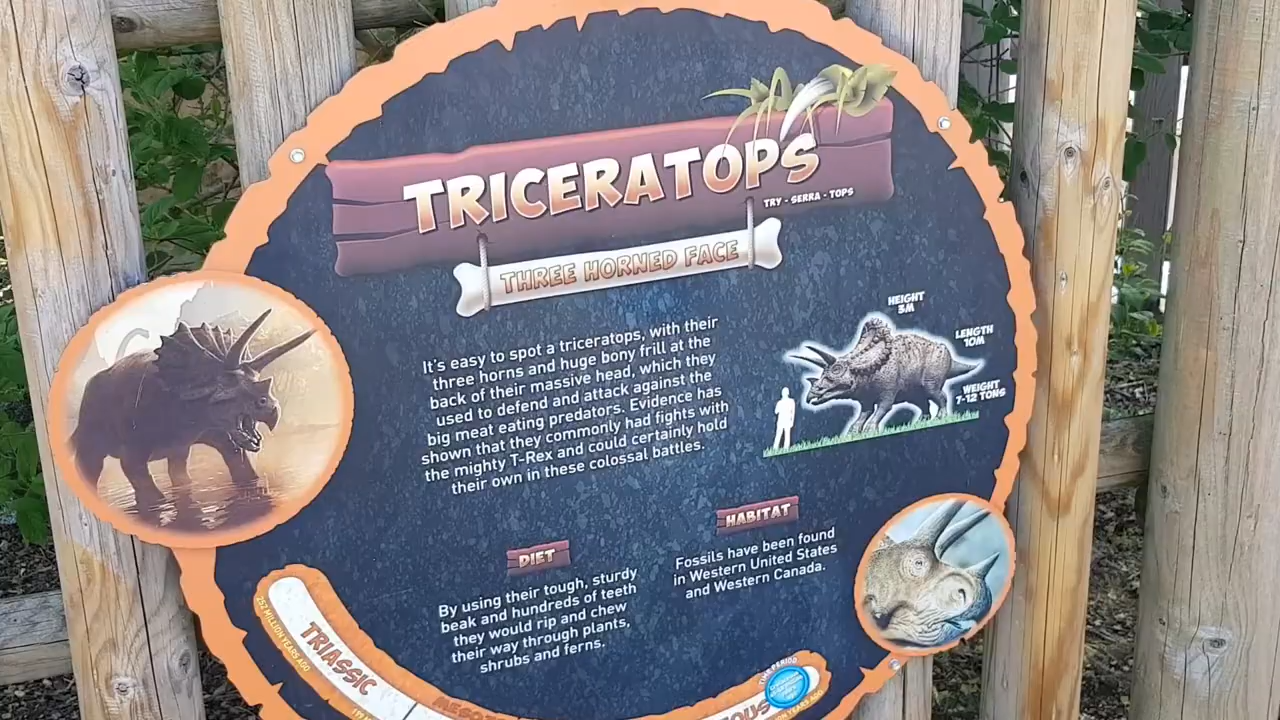 TRICERATOPS
TRY - SERRA - TOPS
THREE HORNED FACE
It's easy to spot a triceratops, with their
three horns and huge bony frill at the
back of their massive head, which they
used to defend and attack against the
big meat eating predators. Evidence has
shown that they commonly had fights with
the mighty T-Rex and could certainly hold
their own in these colossal battles.
HEIGHT
3M
LENGTH
10M
WEIGHT
7-12 TONS
HABITAT
Fossils have been found
in Western United States
and Western Canada.
DIET
By using their tough, sturdy
beak and hundreds of teeth
they would rip and chew
their way through plants,
shrubs and ferns.
252 MILLION YEARS AGO
TRIASSIC
TIME PERIOD
YEARS AGO